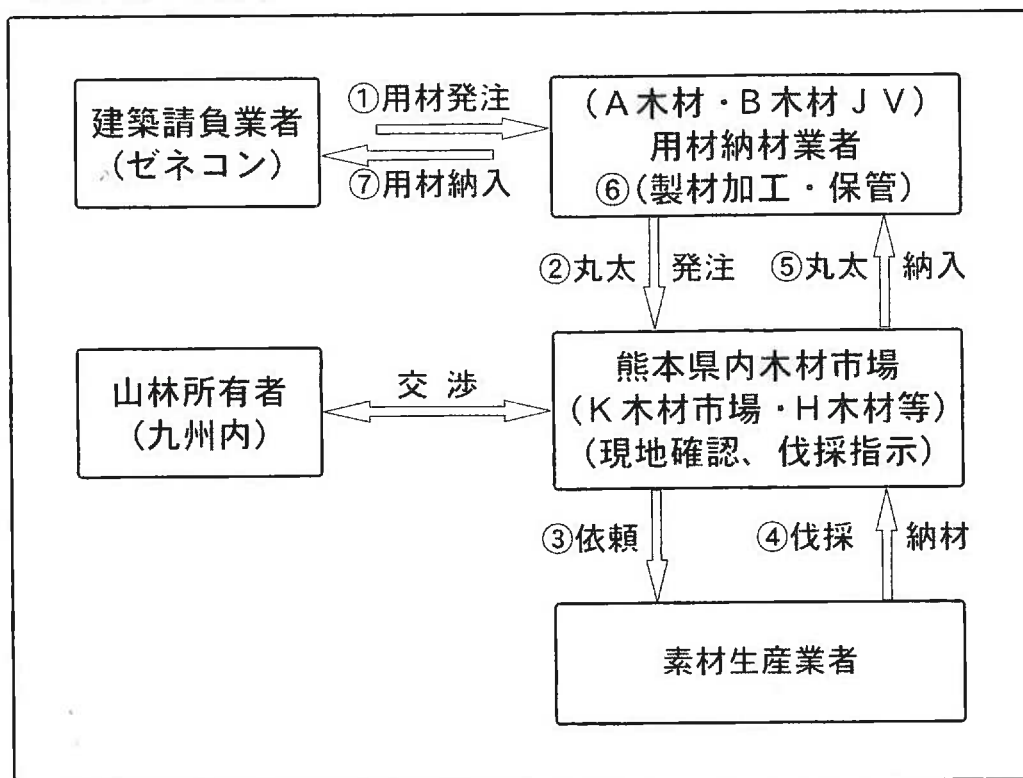 建築請負業者
(ゼネコン)
①用材発注
⑦用材納入
(A木材・B木材JV)
用材納材業者
⑥(製材加工・保管)
②丸太 発注
⑤丸太 納入
山林所有者
(九州内)
交渉
熊本県内木材市場
(K木材市場・H木材等)
(現地確認、伐採指示)
③依頼
④伐採 納材
素材生産業者